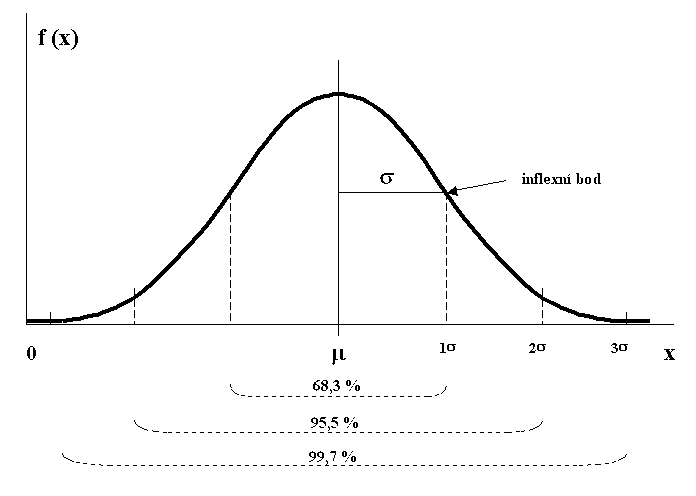 f (x)
σ
inflexní bod
0
μ
1σ
2σ
3σ
x
68,3 %
95,5 %
99,7 %